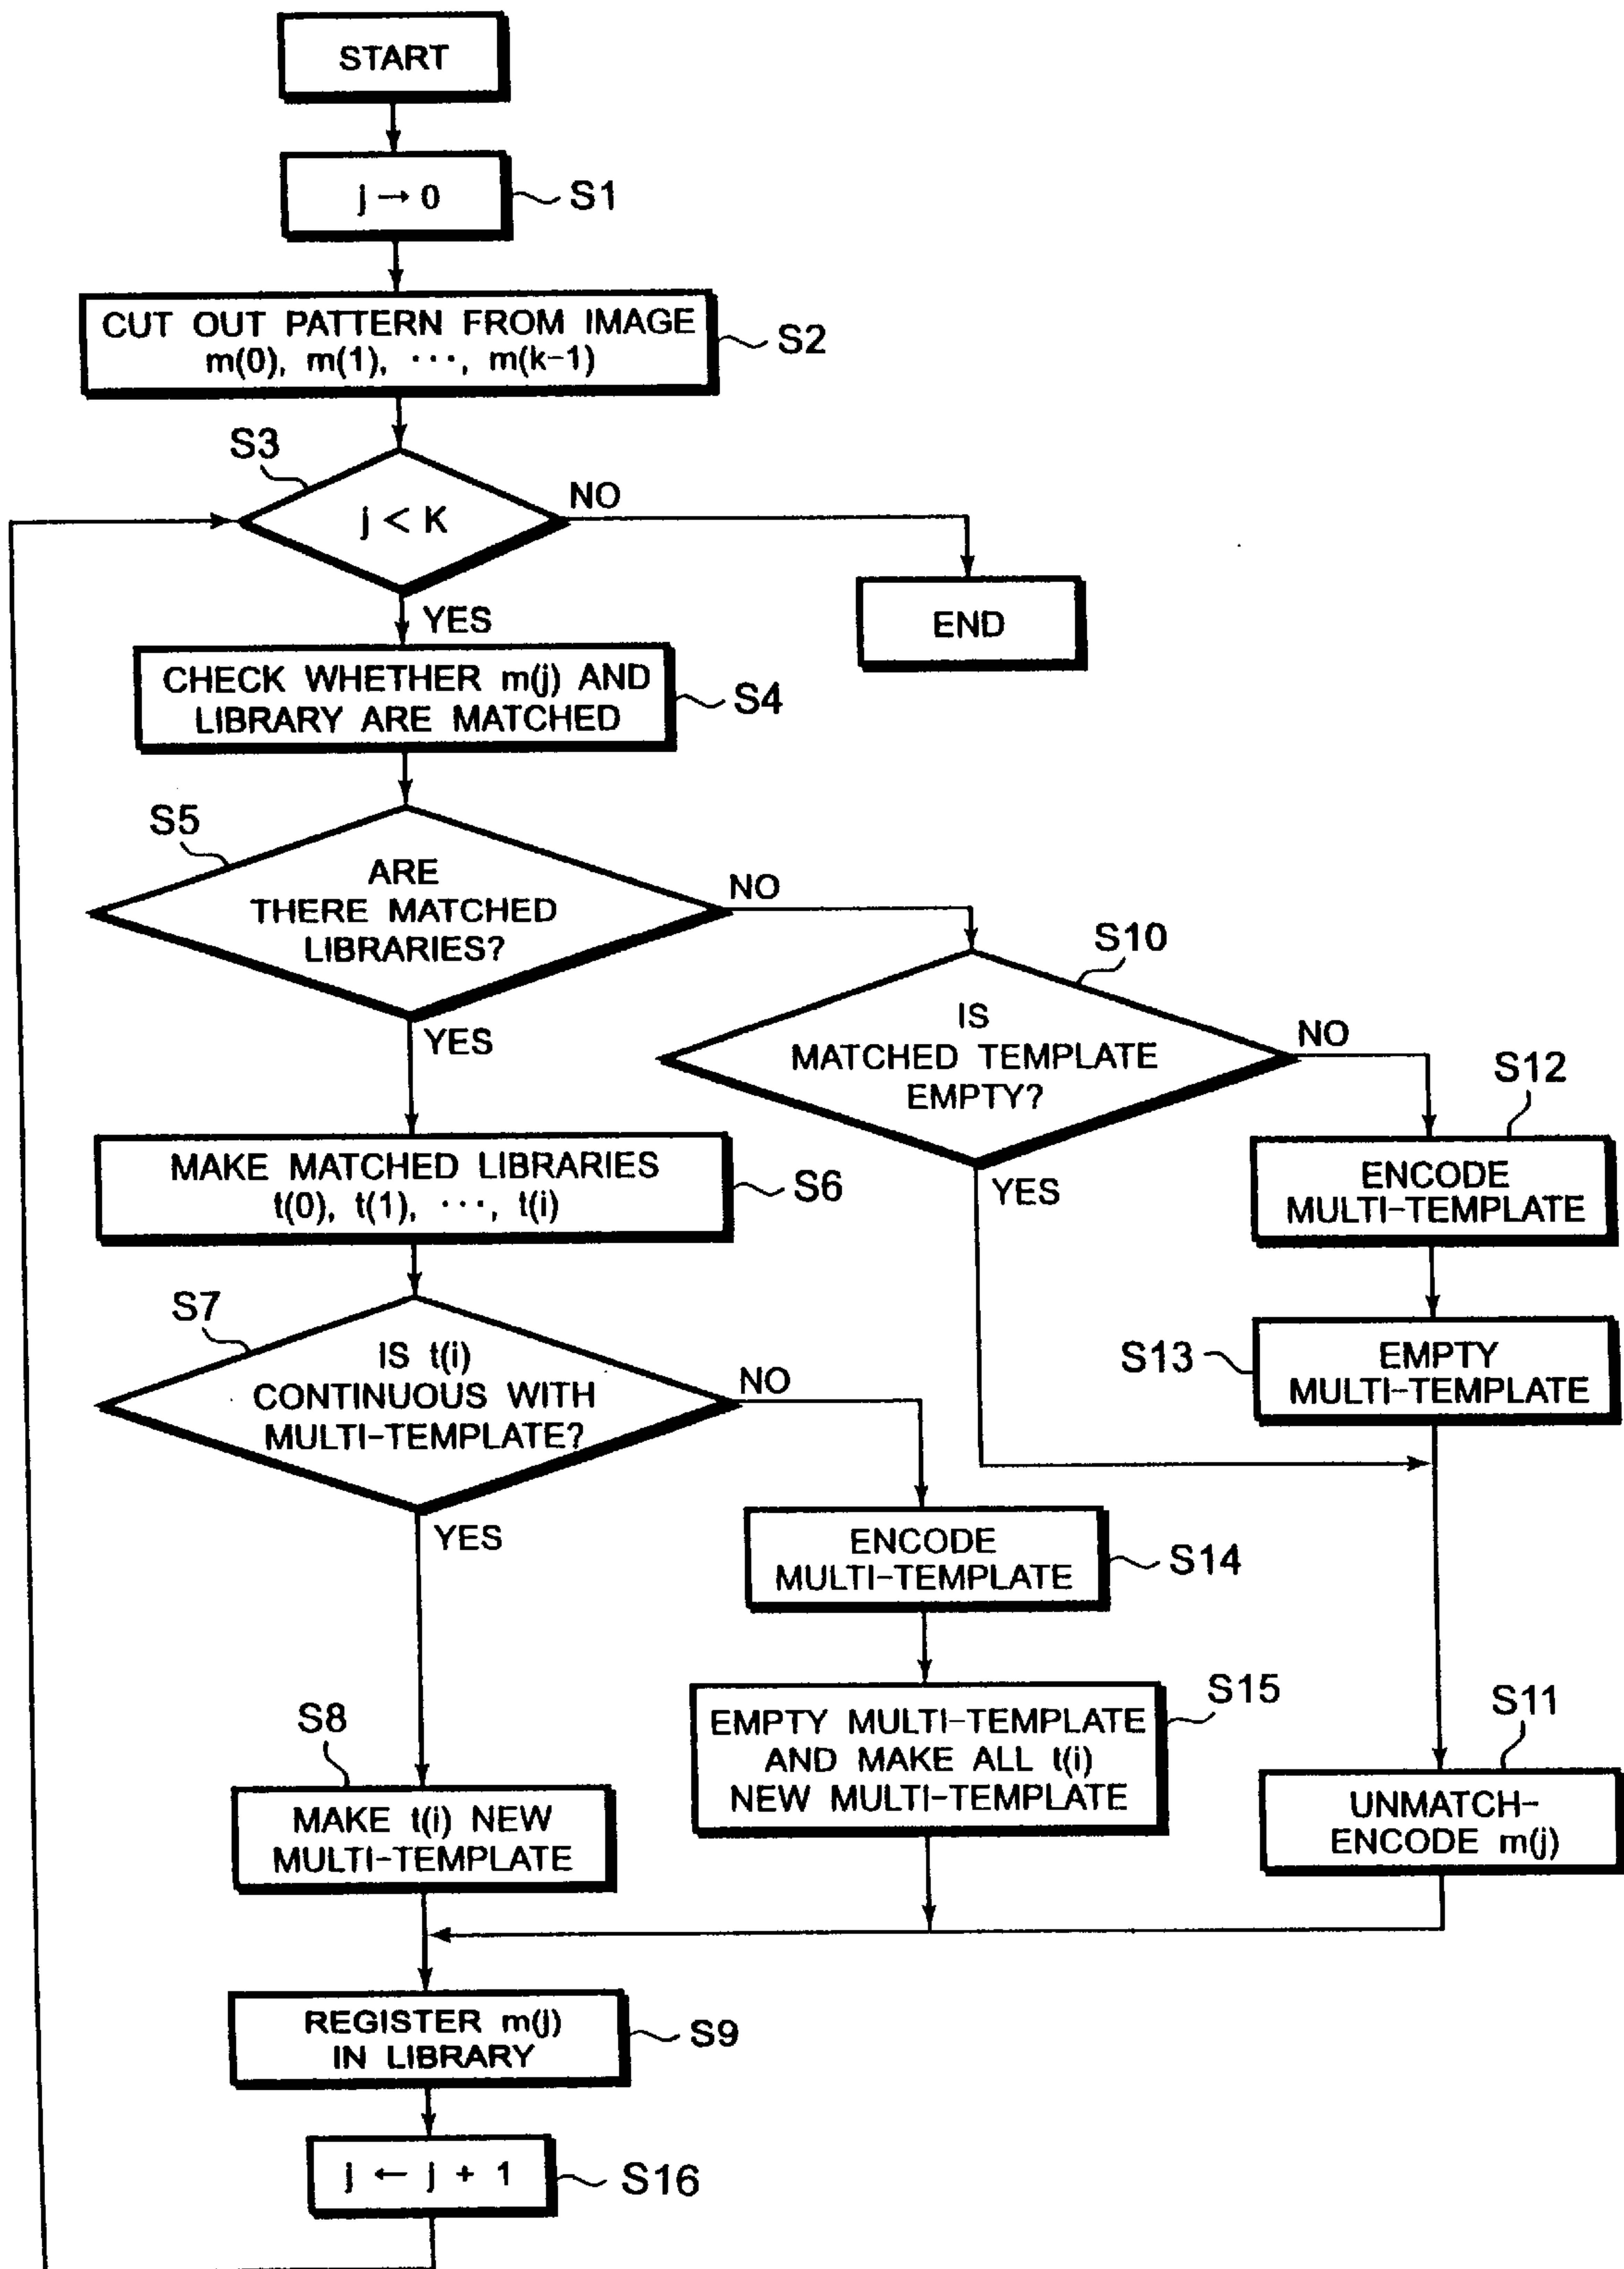 START
j → 0
S1
CUT OUT PATTERN FROM IMAGE
m(0), m(1), ···, m(k-1)
S2
S3
j < K
NO
YES
END
CHECK WHETHER m(j) AND
LIBRARY ARE MATCHED
S4
S5
ARE
THERE MATCHED
LIBRARIES?
NO
YES
S10
IS
MATCHED TEMPLATE
EMPTY?
NO
YES
S12
ENCODE
MULTI-TEMPLATE
MAKE MATCHED LIBRARIES
t(0), t(1), ···, t(i)
S6
S13
EMPTY
MULTI-TEMPLATE
S7
IS t(i)
CONTINUOUS WITH
MULTI-TEMPLATE?
NO
YES
ENCODE
MULTI-TEMPLATE
S14
EMPTY MULTI-TEMPLATE
AND MAKE ALL t(i)
NEW MULTI-TEMPLATE
S15
S11
UNMATCH-
ENCODE m(j)
S8
MAKE t(i) NEW
MULTI-TEMPLATE
REGISTER m(j)
IN LIBRARY
S9
j ← j + 1
S16